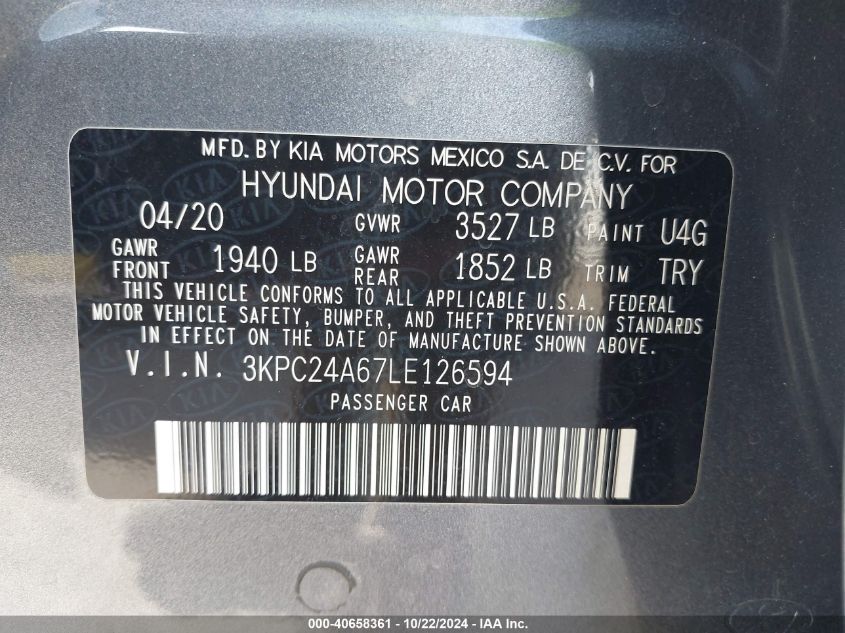 MFD. BY KIA MOTORS MEXICO S.A. DE C.V. FOR
HYUNDAI MOTOR COMPANY
04/20 GVWR 3527 LB PAINT U4G
GAWR FRONT 1940 LB GAWR REAR 1852 LB TRIM TRY
THIS VEHICLE CONFORMS TO ALL APPLICABLE U.S.A. FEDERAL
MOTOR VEHICLE SAFETY, BUMPER, AND THEFT PREVENTION STANDARDS
IN EFFECT ON THE DATE OF MANUFACTURE SHOWN ABOVE.
V.I.N. 3KPC24A67LE126594
PASSENGER CAR
000-40658361 - 10/22/2024 - IAA Inc.